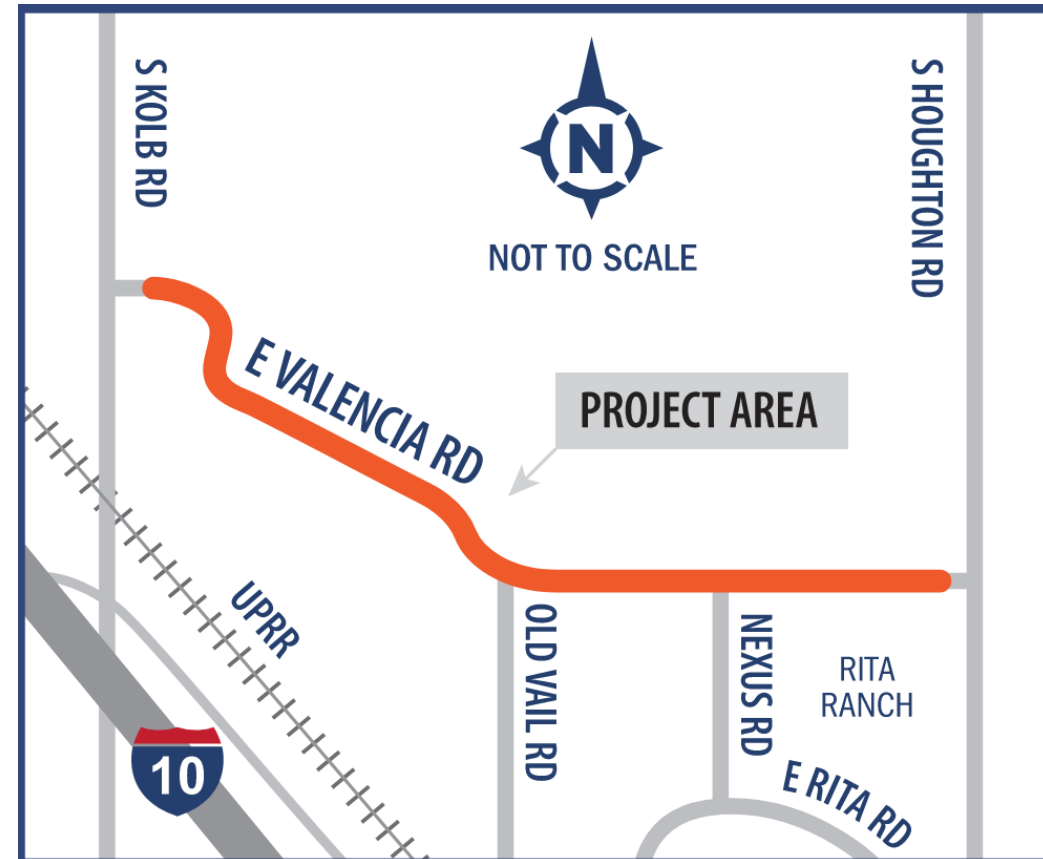 S KOLB RD
S HOUGHTON RD
N
NOT TO SCALE
E VALENCIA RD
PROJECT AREA
UPRR
OLD VAIL RD
NEXUS RD
RITA
RANCH
E RITA RD
10